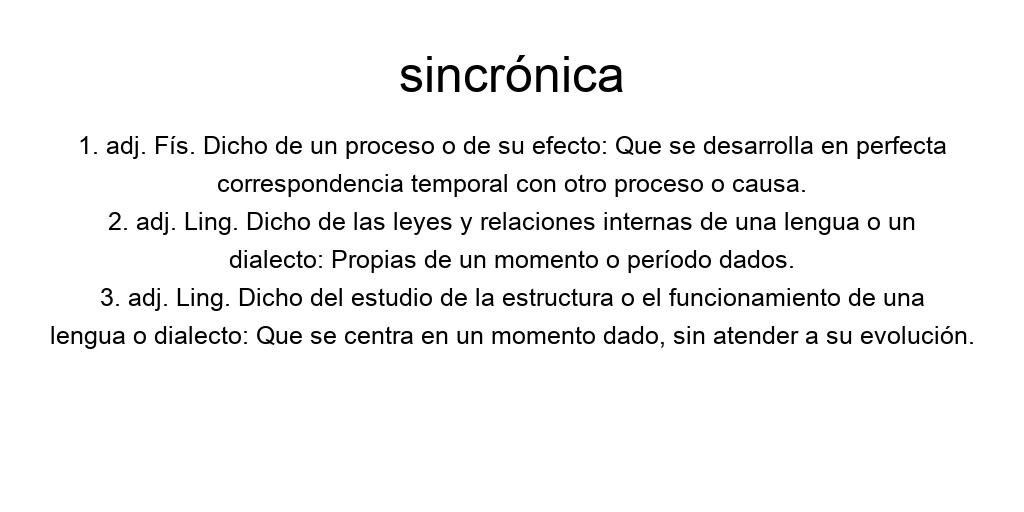 sincrónica
1. adj. Fís. Dicho de un proceso o de su efecto: Que se desarrolla en perfecta
correspondencia temporal con otro proceso o causa.
2. adj. Ling. Dicho de las leyes y relaciones internas de una lengua o un
dialecto: Propias de un momento o período dados.
3. adj. Ling. Dicho del estudio de la estructura o el funcionamiento de una
lengua o dialecto: Que se centra en un momento dado, sin atender a su evolución.